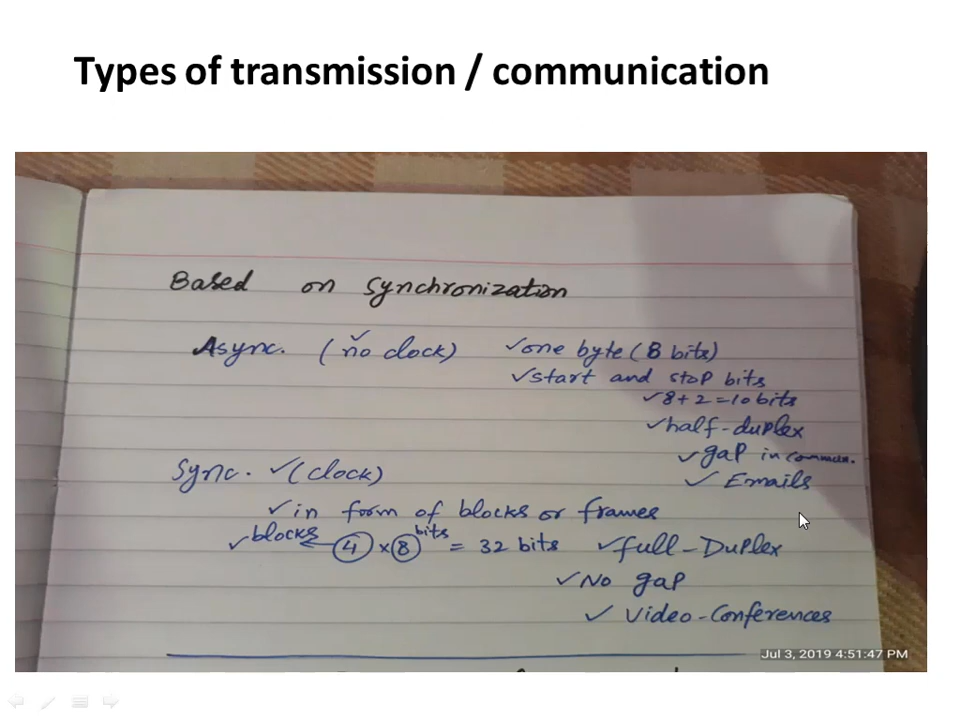 Types of transmission / communication
Based on Synchronization
Async. (no clock) ✓one byte (8 bits)
✓start and stop bits
✓8+2=10 bits
✓half-duplex
✓gap in commun.
✓ Emails
Sync. ✓(clock)
✓in form of blocks or frames
✓blocks ← 4 × 8 bits = 32 bits ✓full-Duplex
✓No gap
✓ Video-Conferences
Jul 3, 2019 4:51:47 PM